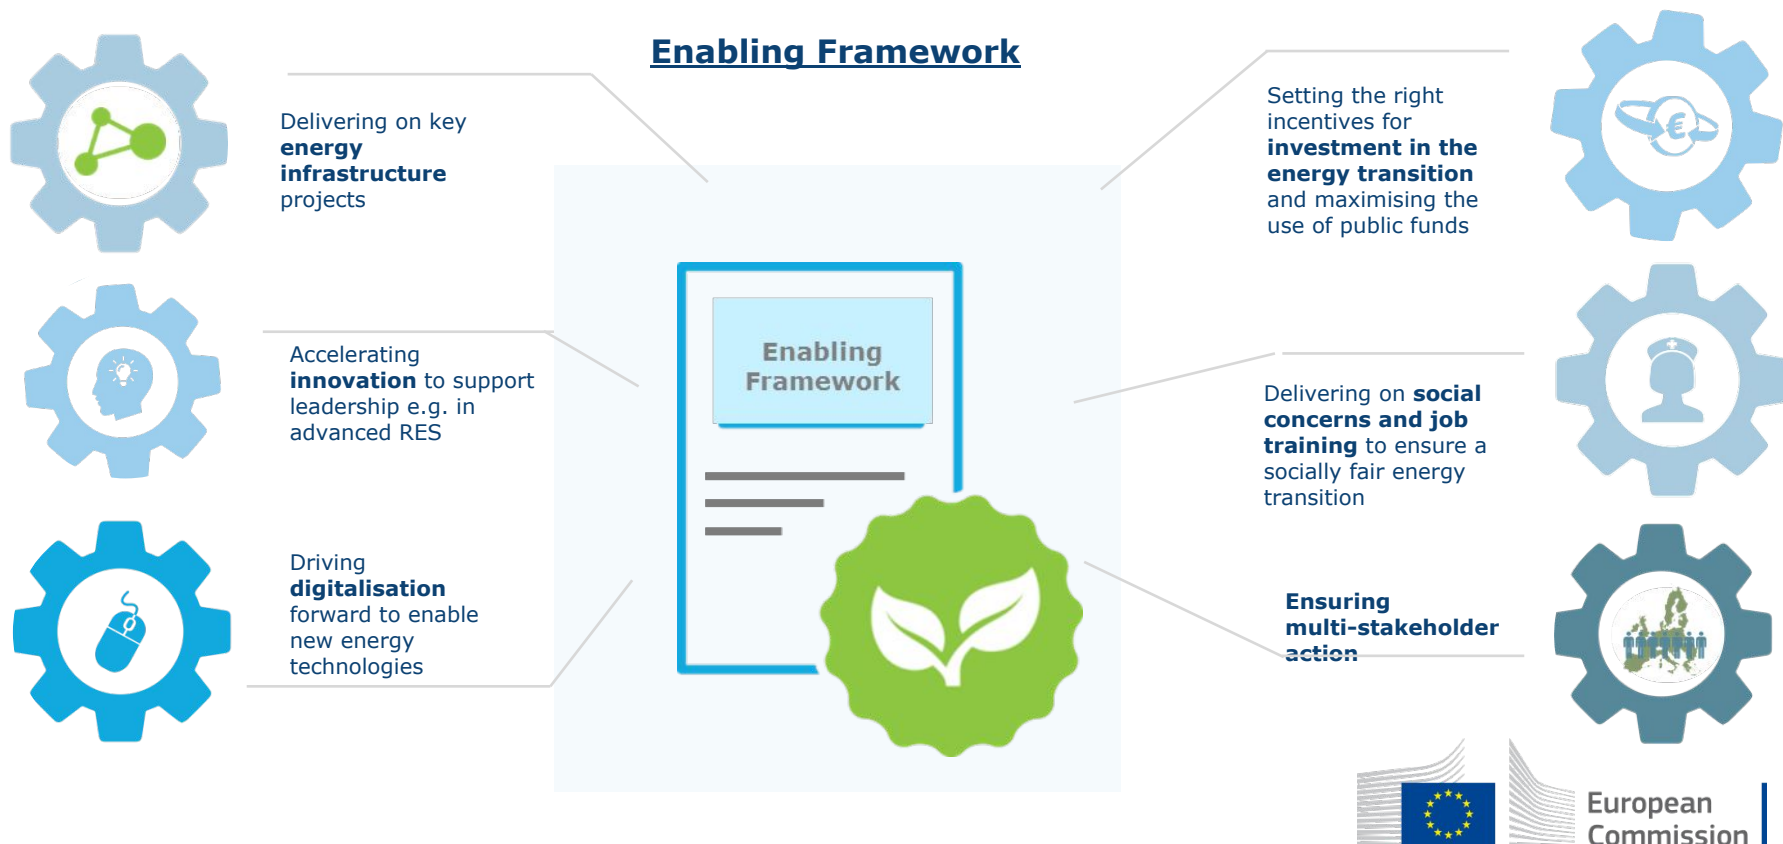 Enabling Framework
Delivering on key
energy
infrastructure
projects
Accelerating
innovation to support
leadership e.g. in
advanced RES
Driving
digitalisation
forward to enable
new energy
technologies
Enabling
Framework
Setting the right
incentives for
investment in the
energy transition
and maximising the
use of public funds
Delivering on social
concerns and job
training to ensure a
socially fair energy
transition
Ensuring
multi-stakeholder
action
€
European
Commission